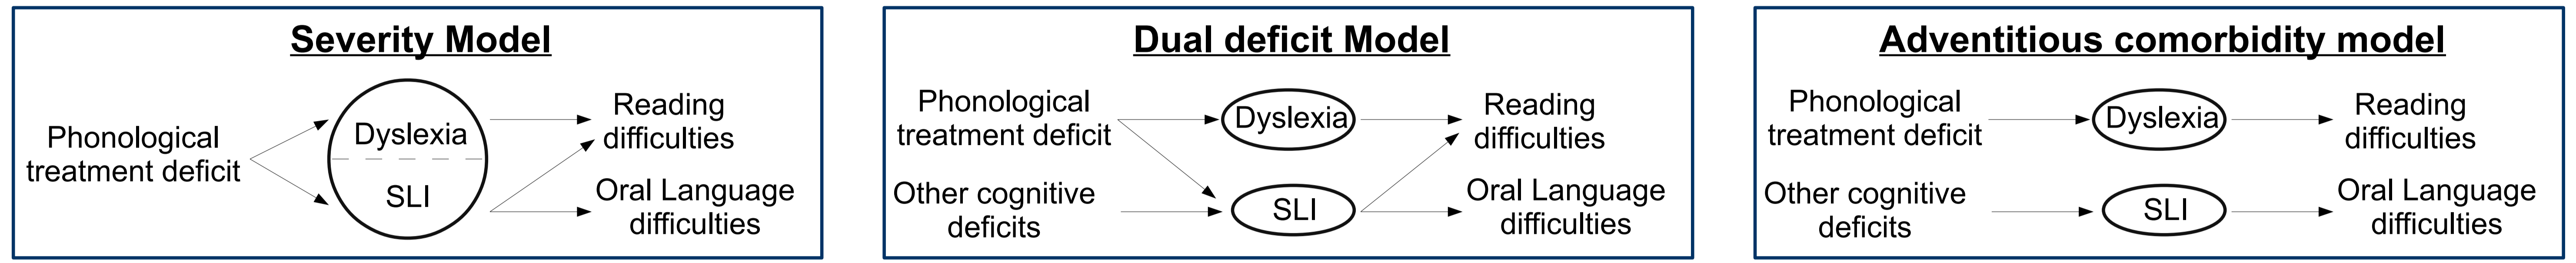 Severity Model
Phonological
treatment deficit
Dyslexia
SLI
Reading
difficulties
Oral Language
difficulties
Dual deficit Model
Phonological
treatment deficit
Other cognitive
deficits
Dyslexia
SLI
Reading
difficulties
Oral Language
difficulties
Adventitious comorbidity model
Phonological
treatment deficit
Other cognitive
deficits
Dyslexia
SLI
Reading
difficulties
Oral Language
difficulties